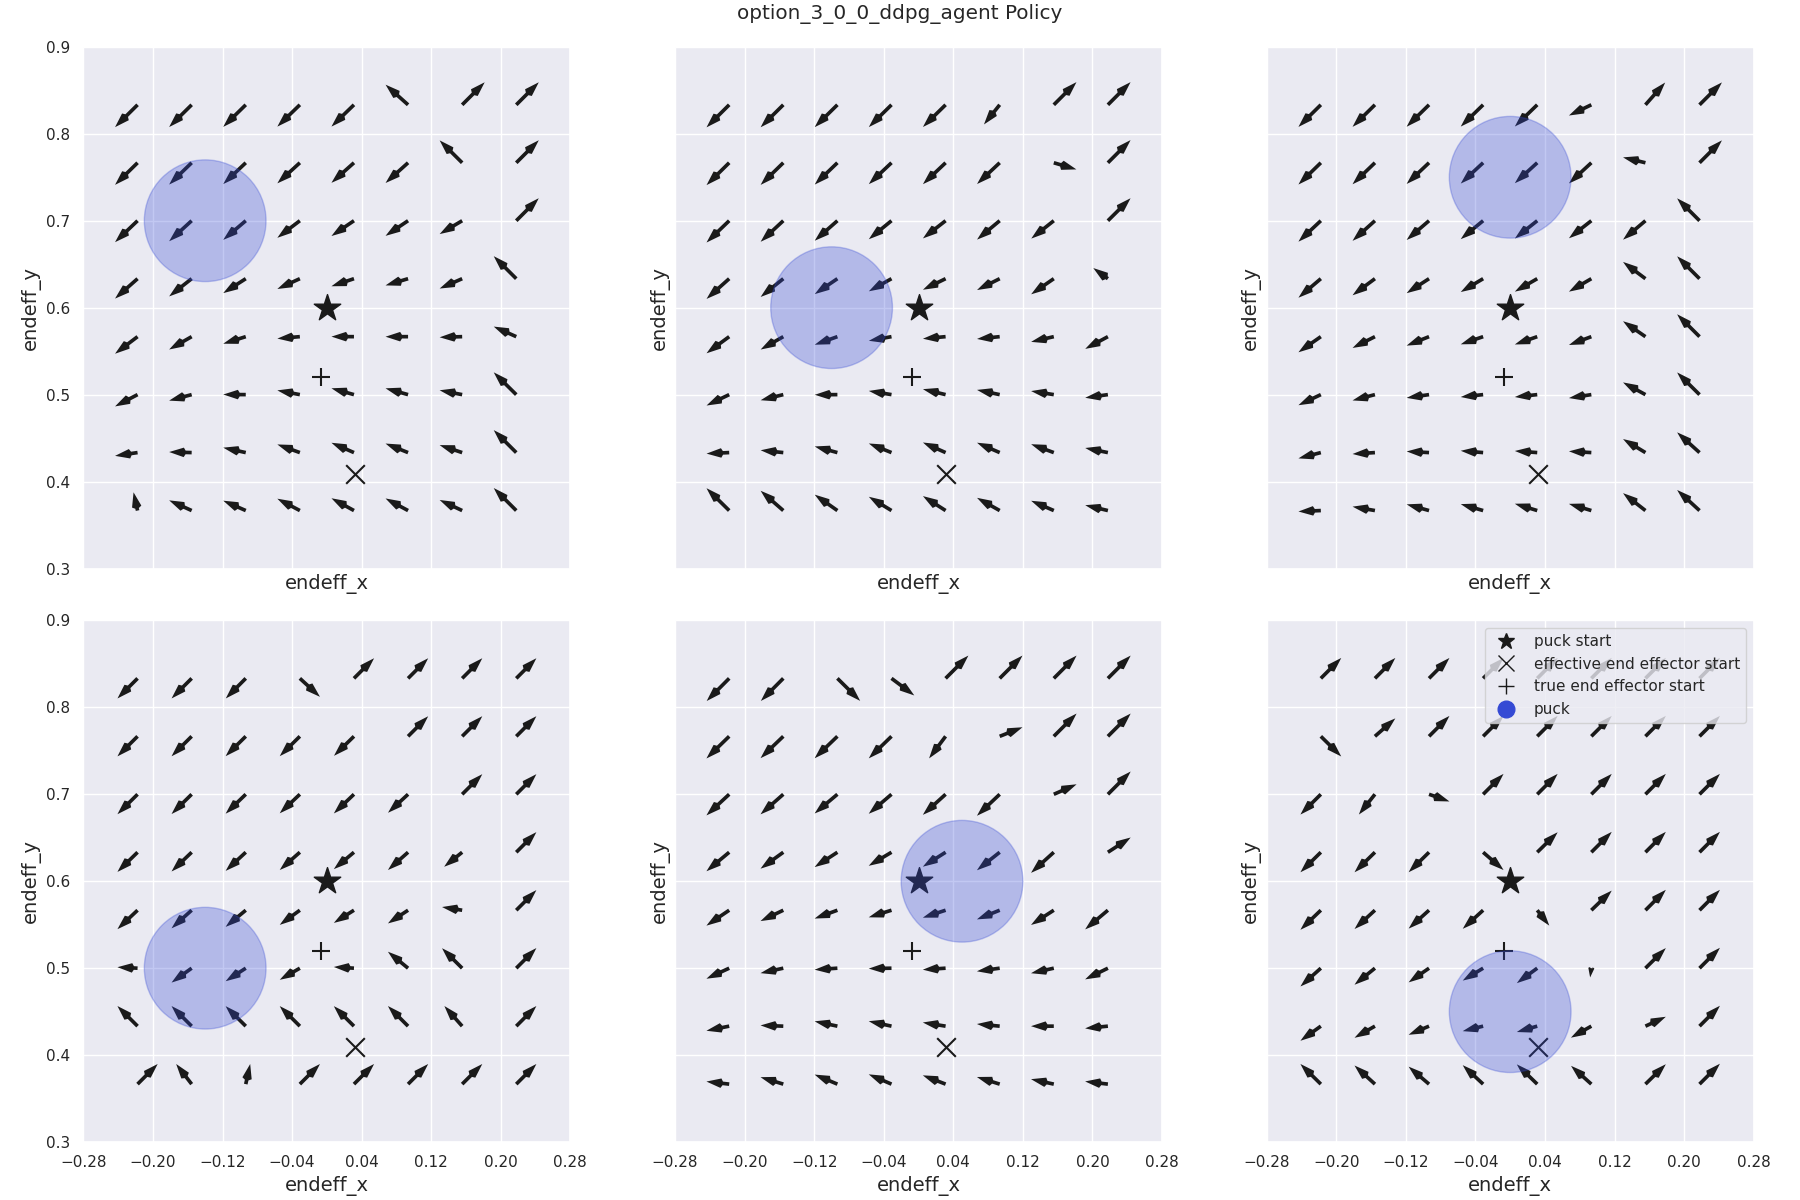 option_3_0_0_ddpg_agent Policy
0.9
0.8
0.7
0.6
0.5
0.4
0.3
endeff_y
endeff_y
endeff_y
endeff_x
endeff_x
endeff_x
0.9
0.8
0.7
0.6
0.5
0.4
0.3
endeff_y
endeff_y
endeff_y
puck start
effective end effector start
true end effector start
puck
−0.28 −0.20 −0.12 −0.04 0.04 0.12 0.20 0.28
−0.28 −0.20 −0.12 −0.04 0.04 0.12 0.20 0.28
−0.28 −0.20 −0.12 −0.04 0.04 0.12 0.20 0.28
endeff_x
endeff_x
endeff_x